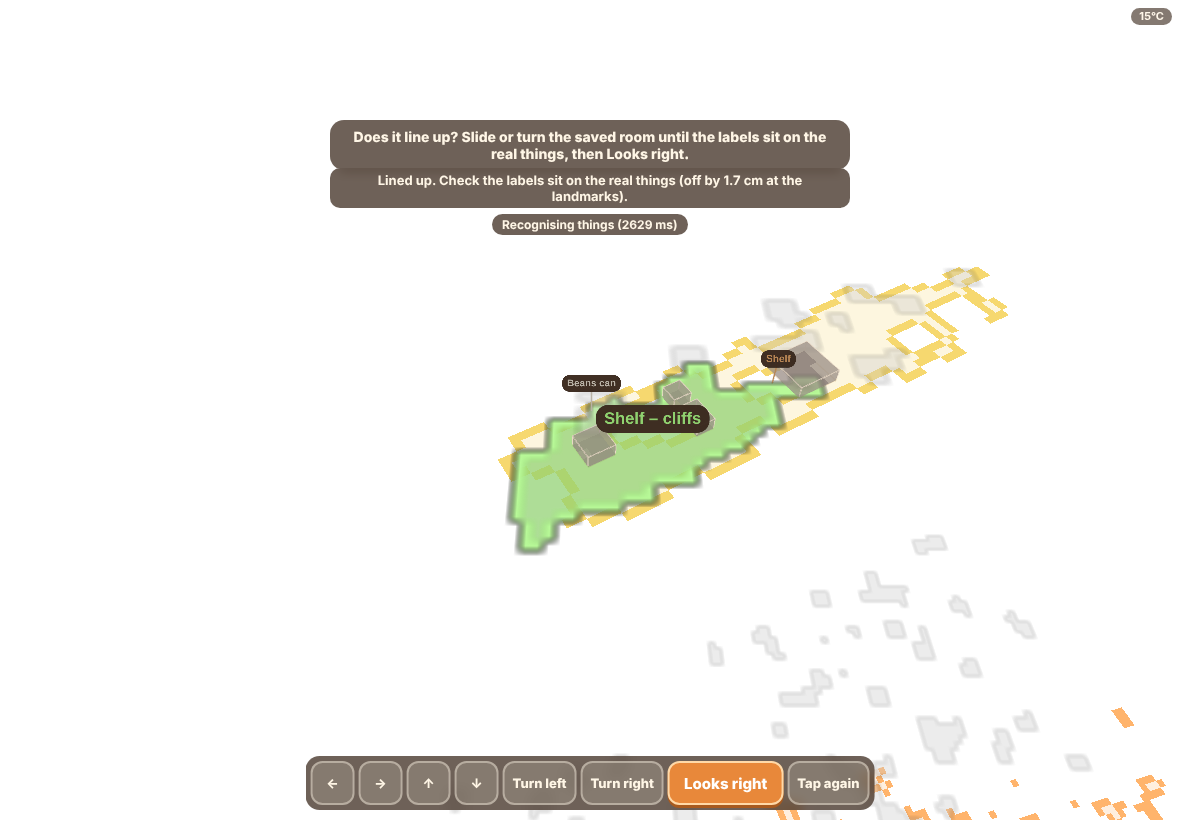 15°C
Does it line up? Slide or turn the saved room until the labels sit on the
real things, then Looks right.
Lined up. Check the labels sit on the real things (off by 1.7 cm at the
landmarks).
Recognising things (2629 ms)
Shelf
Beans can
Shelf – cliffs
← → ↑ ↓ Turn left Turn right Looks right Tap again